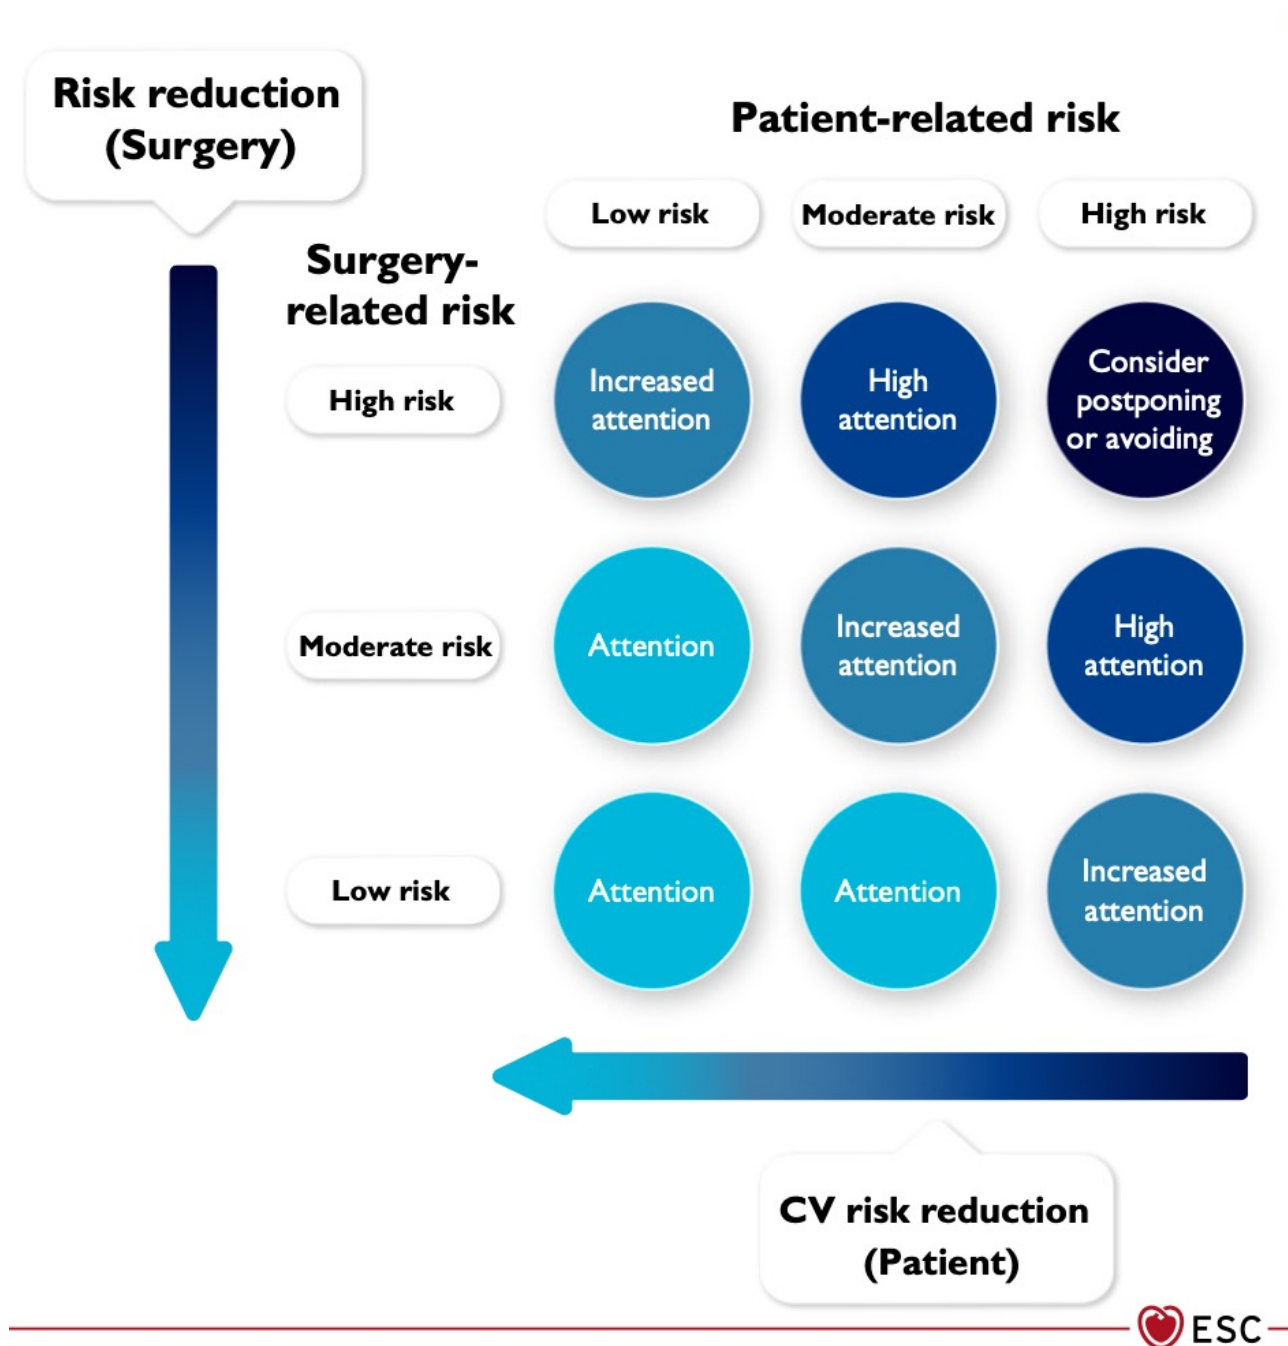 Risk reduction
(Surgery)
Patient-related risk
Low risk
Moderate risk
High risk
Surgery-
related risk
High risk
Increased
attention
High
attention
Consider
postponing
or avoiding
Moderate risk
Attention
Increased
attention
High
attention
Low risk
Attention
Attention
Increased
attention
CV risk reduction
(Patient)
ESC